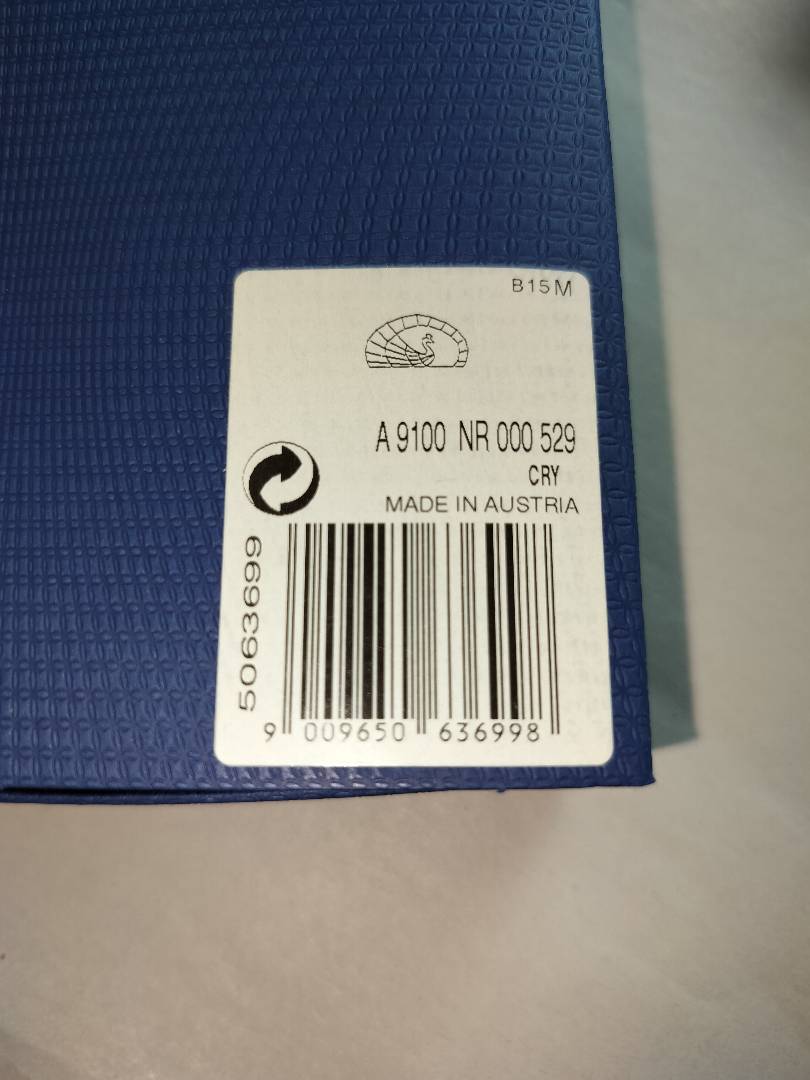 B15M
A 9100 NR 000 529
CRY
MADE IN AUSTRIA
5063699
9 009650 636998